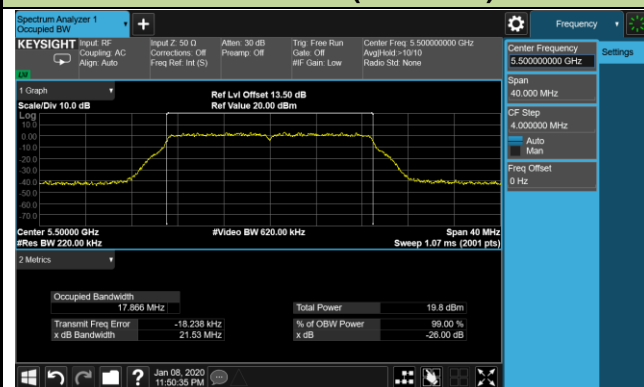 Spectrum Analyzer 1
Occupied BW
+
Frequency
KEYSIGHT
Input: RF
Coupling: AC
Align: Auto
Input Z: 50 Ω
Corrections: Off
Freq Ref: Int (S)
Atten: 30 dB
Preamp: Off
Trig: Free Run
Gate: Off
#IF Gain: Low
Center Freq: 5.500000000 GHz
Avg|Hold:>10/10
Radio Std: None
Center Frequency
5.50000000 GHz
Settings
Span
40.000 MHz
CF Step
4.000000 MHz
Auto
Man
Freq Offset
0 Hz
1 Graph
Scale/Div 10.0 dB
Ref Lvl Offset 13.50 dB
Ref Value 20.00 dBm
Log
10.0
0.00
-10.0
-20.0
-30.0
-40.0
-50.0
-60.0
-70.0
Center 5.50000 GHz
#Video BW 620.00 kHz
Span 40 MHz
#Res BW 220.00 kHz
Sweep 1.07 ms (2001 pts)
2 Metrics
Occupied Bandwidth
17.866 MHz
Total Power 19.8 dBm
Transmit Freq Error -18.238 kHz
% of OBW Power 99.00 %
x dB Bandwidth 21.53 MHz
x dB -26.00 dB
?
Jan 08, 2020
11:50:35 PM